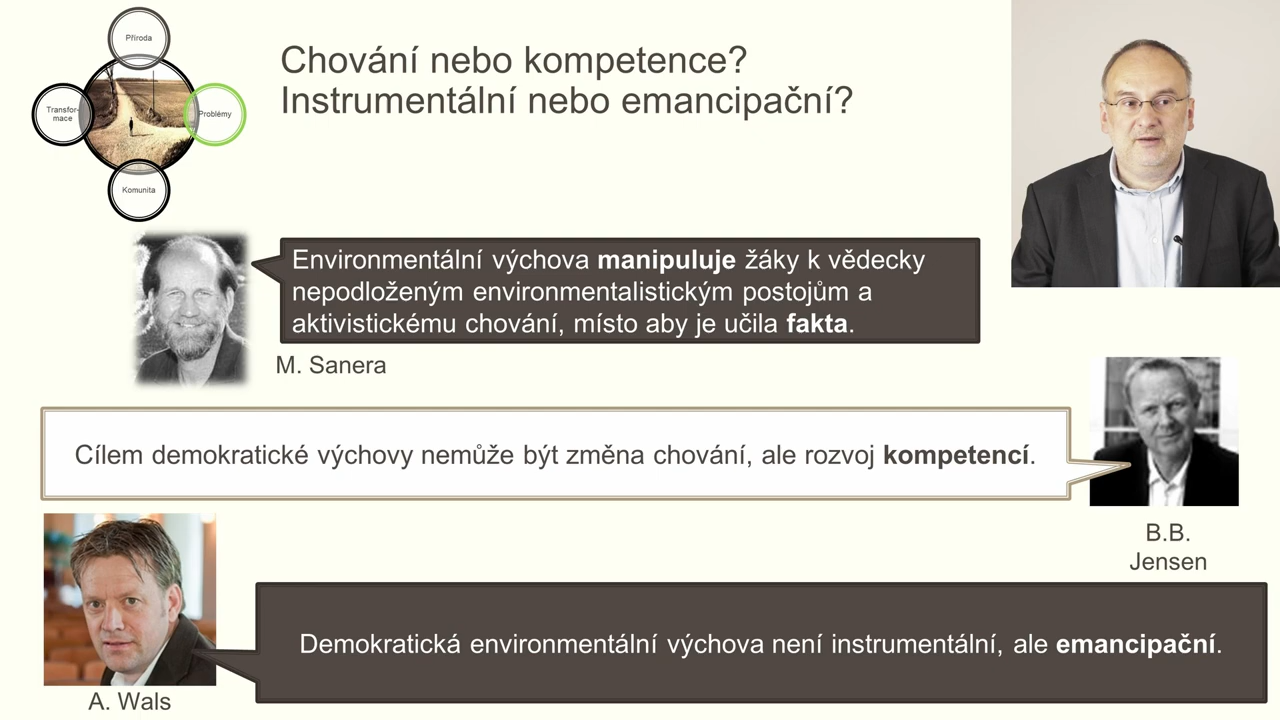 Příroda
Transfor-
mace
Problémy
Komunita
Chování nebo kompetence?
Instrumentální nebo emancipační?
Environmentální výchova manipuluje žáky k vědecky
nepodloženým environmentalistickým postojům a
aktivistickému chování, místo aby je učila fakta.
M. Sanera
Cílem demokratické výchovy nemůže být změna chování, ale rozvoj kompetencí.
B.B.
Jensen
Demokratická environmentální výchova není instrumentální, ale emancipační.
A. Wals